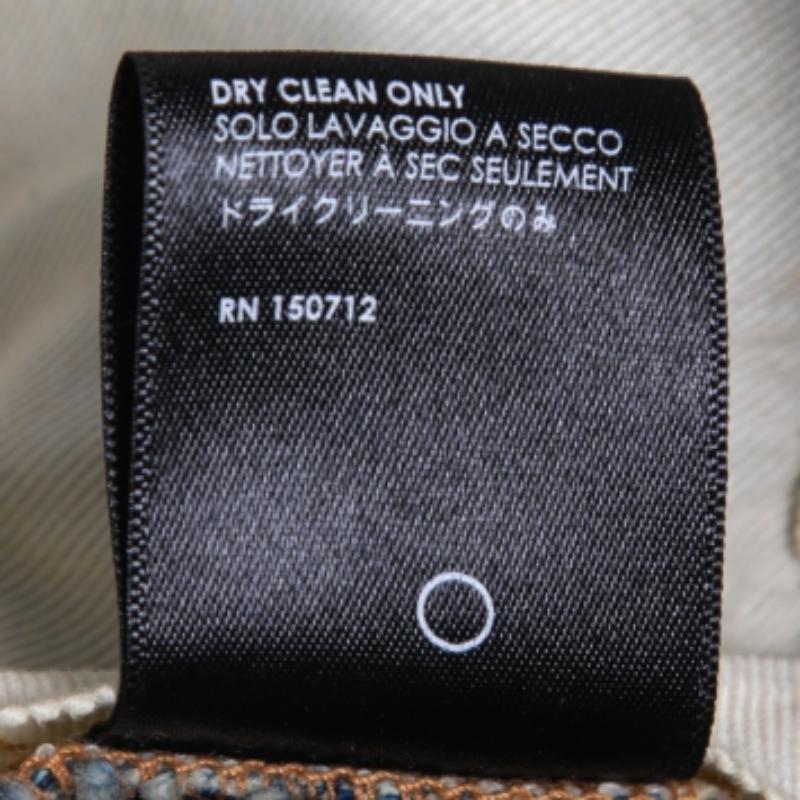 DRY CLEAN ONLY
SOLO LAVAGGIO A SECCO
NETTOYER À SEC SEULEMENT
ドライクリーニングのみ
RN 150712